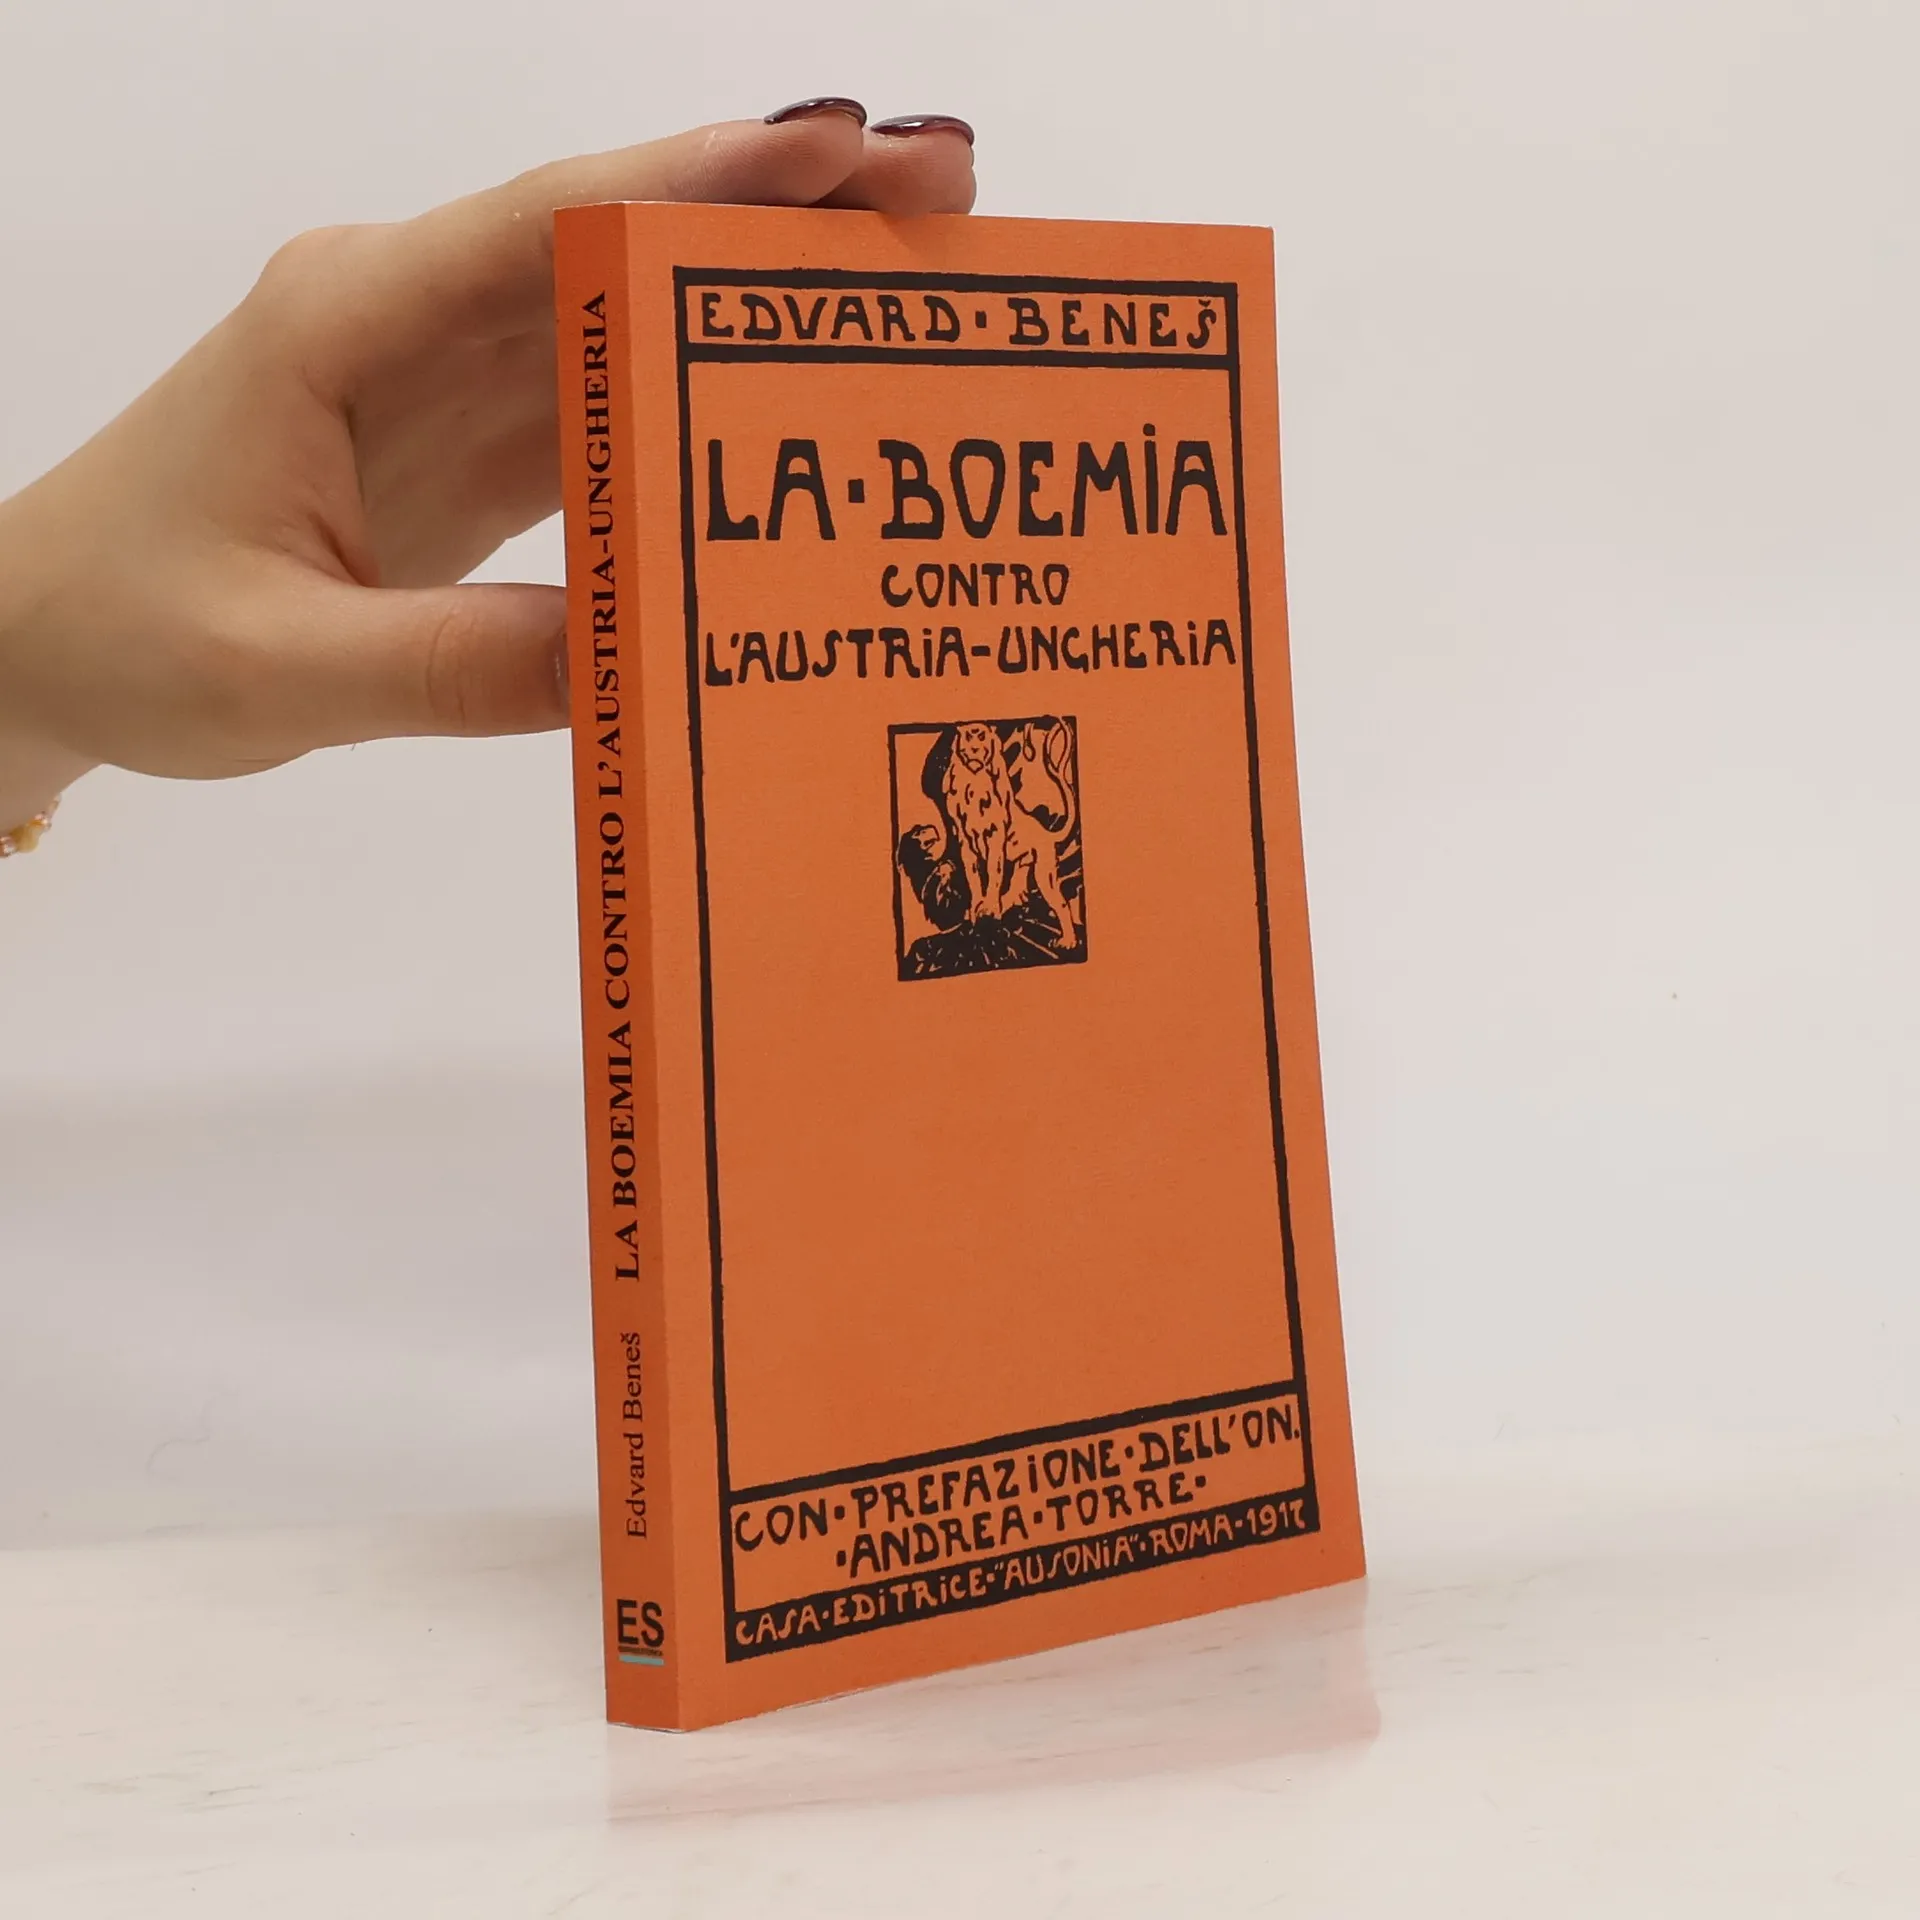 EDVARD · BENEŠ
LA · BOEMiA
CONTRO
L'AUSTRiA-UNGHERiA
CON · PREFAZiONE · DELL'ON.
· ANDREA · TORRE ·
CASA · EDiTRiCE · "AUSONiA" · ROMA · 1917
Edvard Beneš LA BOEMIA CONTRO L'AUSTRIA-UNGHERIA
ES